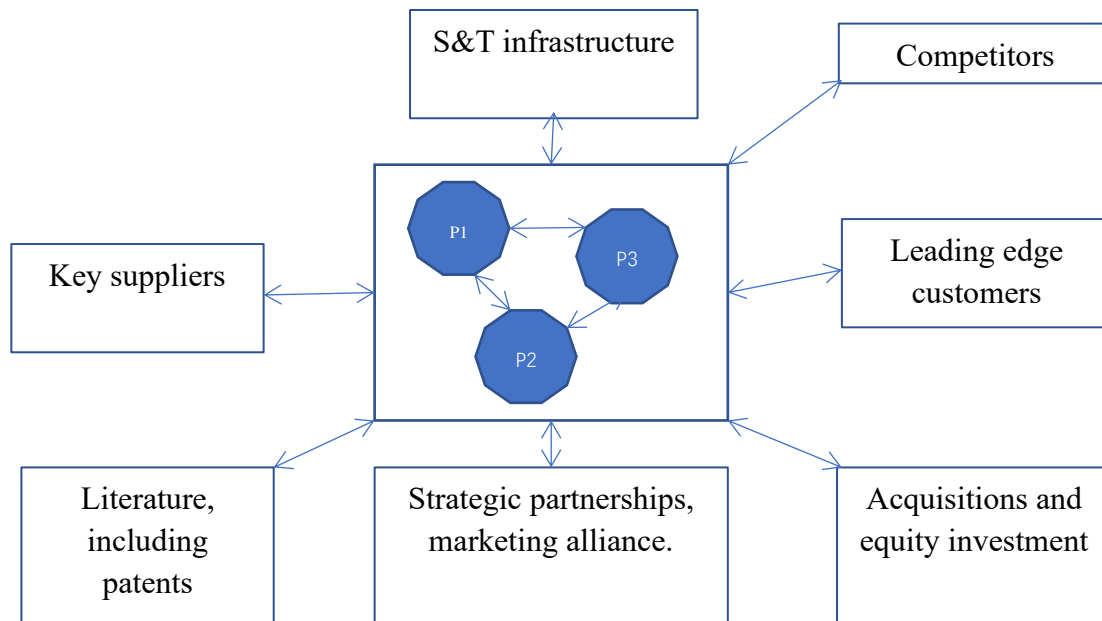 S&T infrastructure
Competitors
P1
P3
P2
Key suppliers
Leading edge
customers
Literature,
including
patents
Strategic partnerships,
marketing alliance.
Acquisitions and
equity investment